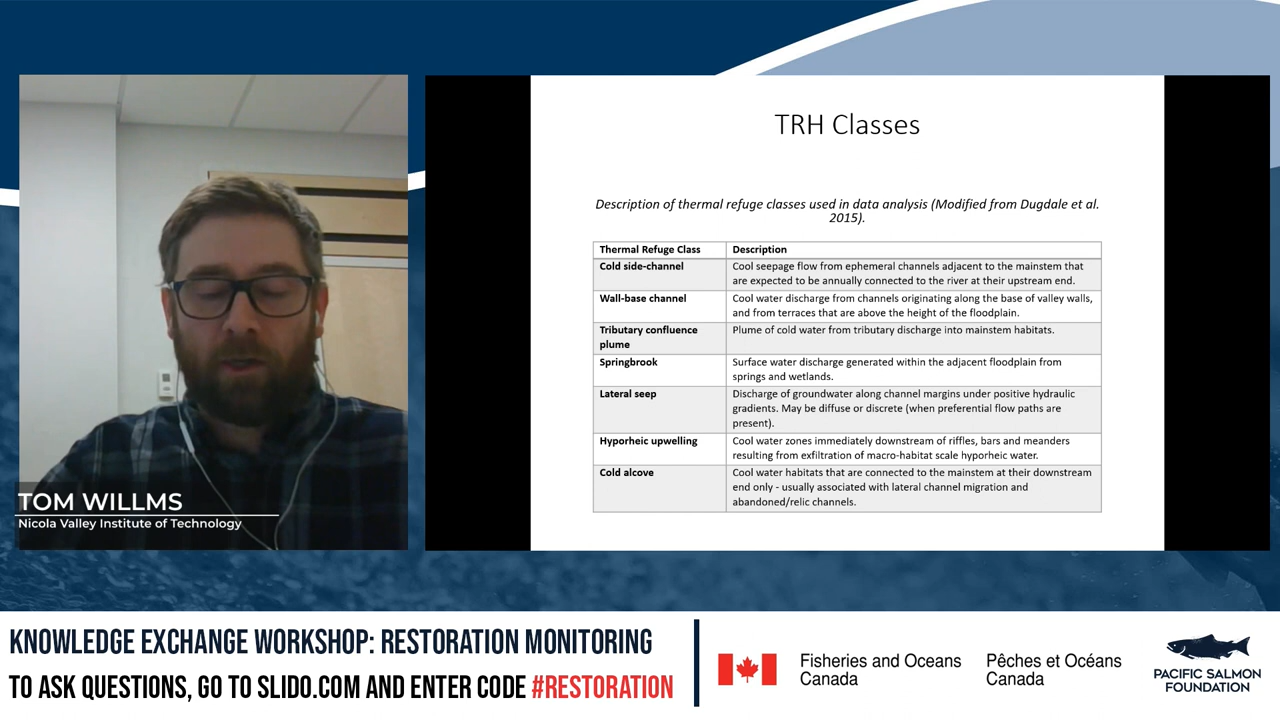 TRH Classes
Description of thermal refuge classes used in data analysis (Modified from Dugdale et al.
2015).
Thermal Refuge Class Description
Cold side-channel Cool seepage flow from ephemeral channels adjacent to the mainstem that
are expected to be annually connected to the river at their upstream end.
Wall-base channel Cool water discharge from channels originating along the base of valley walls,
and from terraces that are above the height of the floodplain.
Tributary confluence Plume of cold water from tributary discharge into mainstem habitats.
plume
Springbrook Surface water discharge generated within the adjacent floodplain from
springs and wetlands.
Lateral seep Discharge of groundwater along channel margins under positive hydraulic
gradients. May be diffuse or discrete (when preferential flow paths are
present).
Hyporheic upwelling Cool water zones immediately downstream of riffles, bars and meanders
resulting from exfiltration of macro-habitat scale hyporheic water.
Cold alcove Cool water habitats that are connected to the mainstem at their downstream
end only - usually associated with lateral channel migration and
abandoned/relic channels.
TOM WILLMS
Nicola Valley Institute of Technology
KNOWLEDGE EXCHANGE WORKSHOP: RESTORATION MONITORING
TO ASK QUESTIONS, GO TO SLIDO.COM AND ENTER CODE #RESTORATION
Fisheries and Oceans
Canada
Pêches et Océans
Canada
PACIFIC SALMON
FOUNDATION